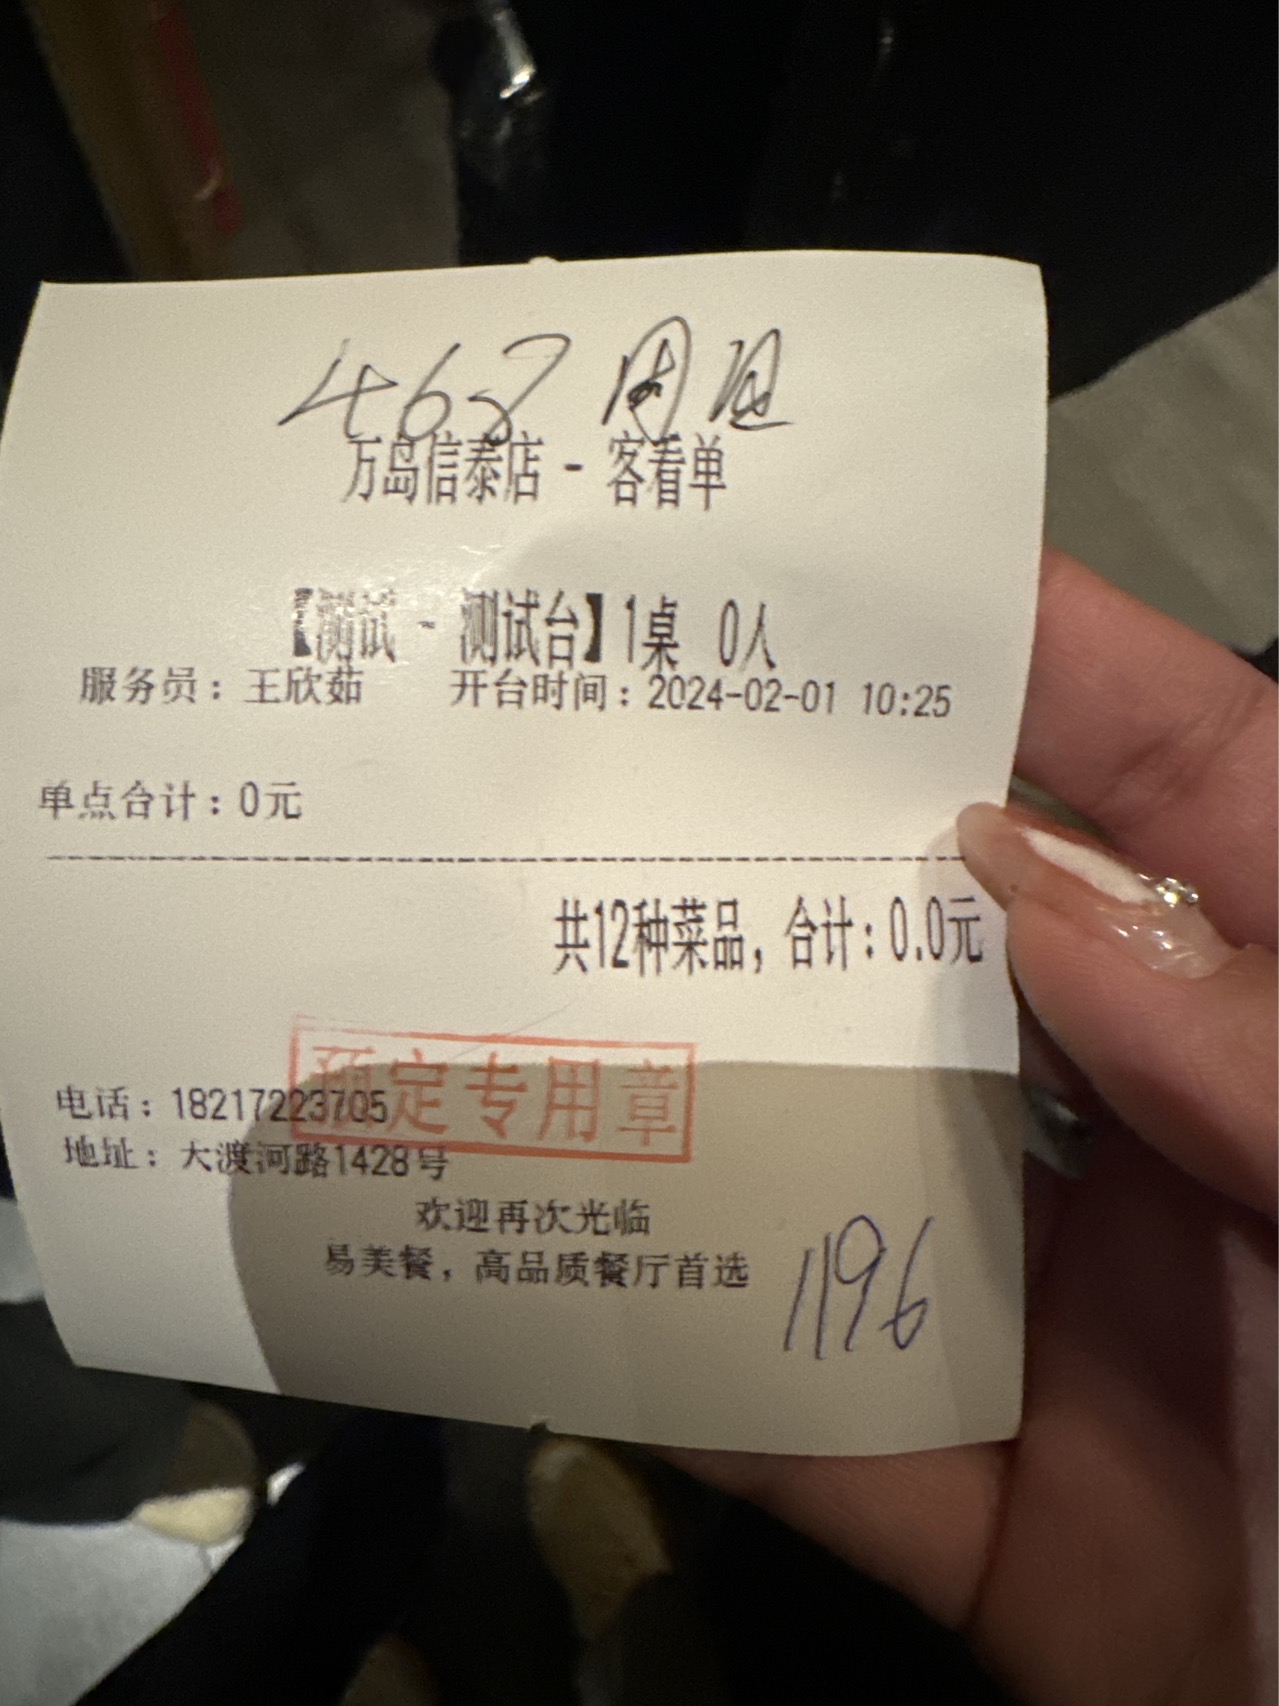 万岛信泰店 - 客看单
【测试 - 测试台】1桌 0人
服务员：王欣茹 开台时间：2024-02-01 10:25
单点合计：0元
共12种菜品，合计：0.0元
预定专用章
电话：18217223705
地址：大渡河路1428号
欢迎再次光临
易美餐，高品质餐厅首选
1196